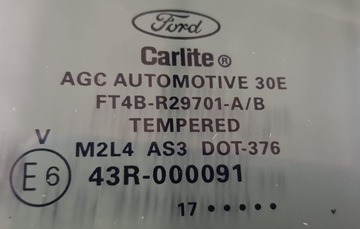 Ford
Carlite®
AGC AUTOMOTIVE 30E
FT4B-R29701-A/B
TEMPERED
V
M2L4 AS3 DOT-376
E6 43R-000091
17 • • • • •